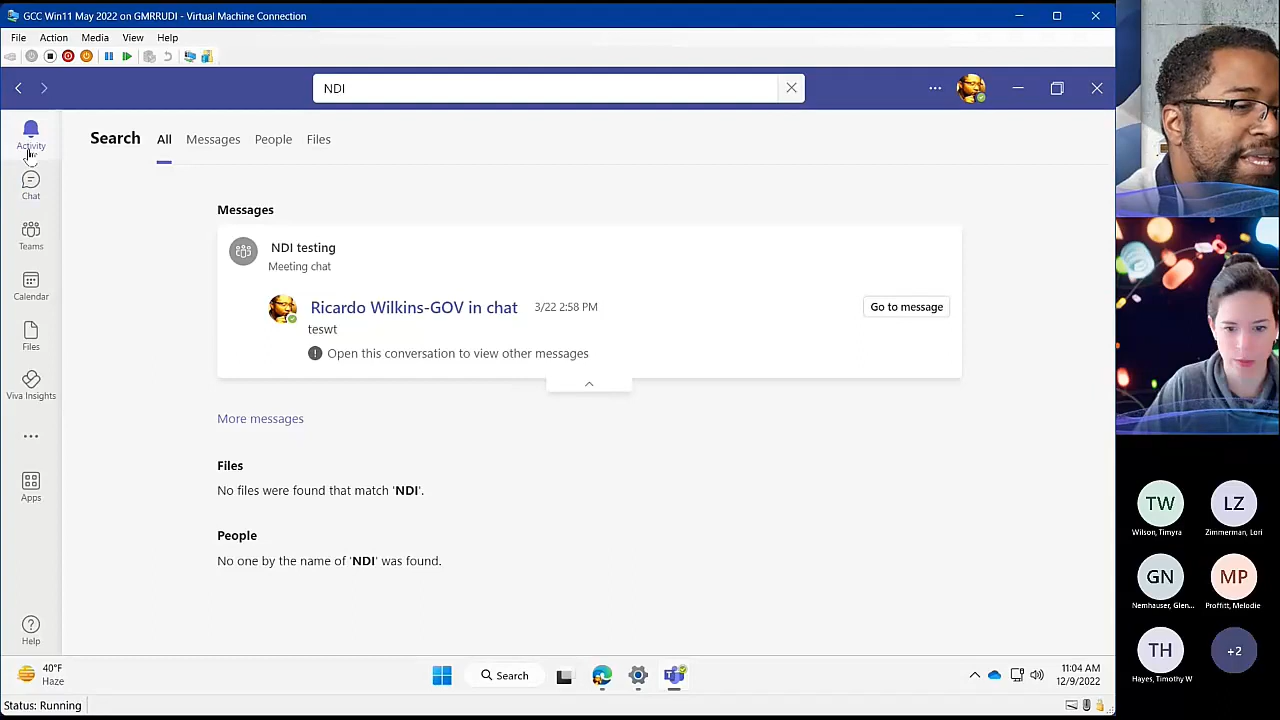 GCC Win11 May 2022 on GMRRUDI - Virtual Machine Connection
File Action Media View Help
NDI
Activity
Chat
Teams
Calendar
Files
Viva Insights
Apps
Help
Search All Messages People Files
Messages
NDI testing
Meeting chat
Ricardo Wilkins-GOV in chat 3/22 2:58 PM
teswt
Go to message
Open this conversation to view other messages
More messages
Files
No files were found that match 'NDI'.
People
No one by the name of 'NDI' was found.
TW
Wilson, Timyra
LZ
Zimmerman, Lori
GN
Nemhauser, Glen...
MP
Proffitt, Melodie
TH
Hayes, Timothy W
+2
40°F
Haze
Search
11:04 AM
12/9/2022
Status: Running